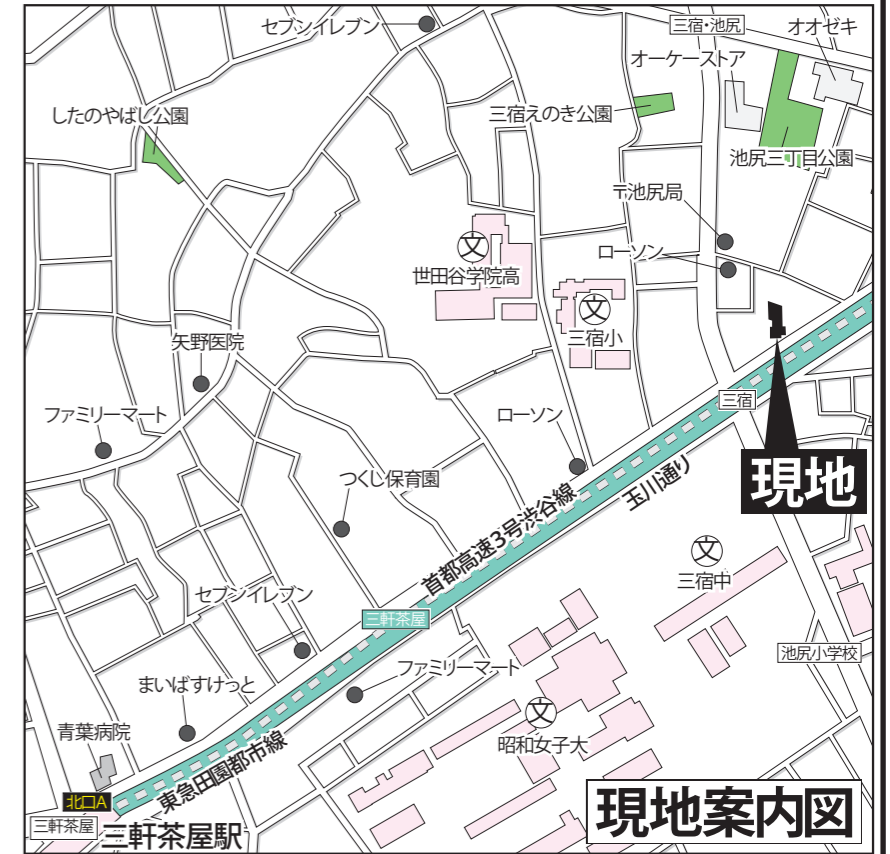 セブンイレブン
三宿・池尻
オオゼキ
オーケーストア
したのやばし公園
三宿えのき公園
池尻三丁目公園
〒池尻局
文
世田谷学院高
ローソン
文
三宿小
矢野医院
三宿
ファミリーマート
ローソン
現地
つくし保育園
玉川通り
首都高速3号渋谷線
文
三宿中
セブンイレブン
三軒茶屋
池尻小学校
ファミリーマート
まいばすけっと
文
昭和女子大
青葉病院
東急田園都市線
北口A
三軒茶屋
三軒茶屋駅
現地案内図